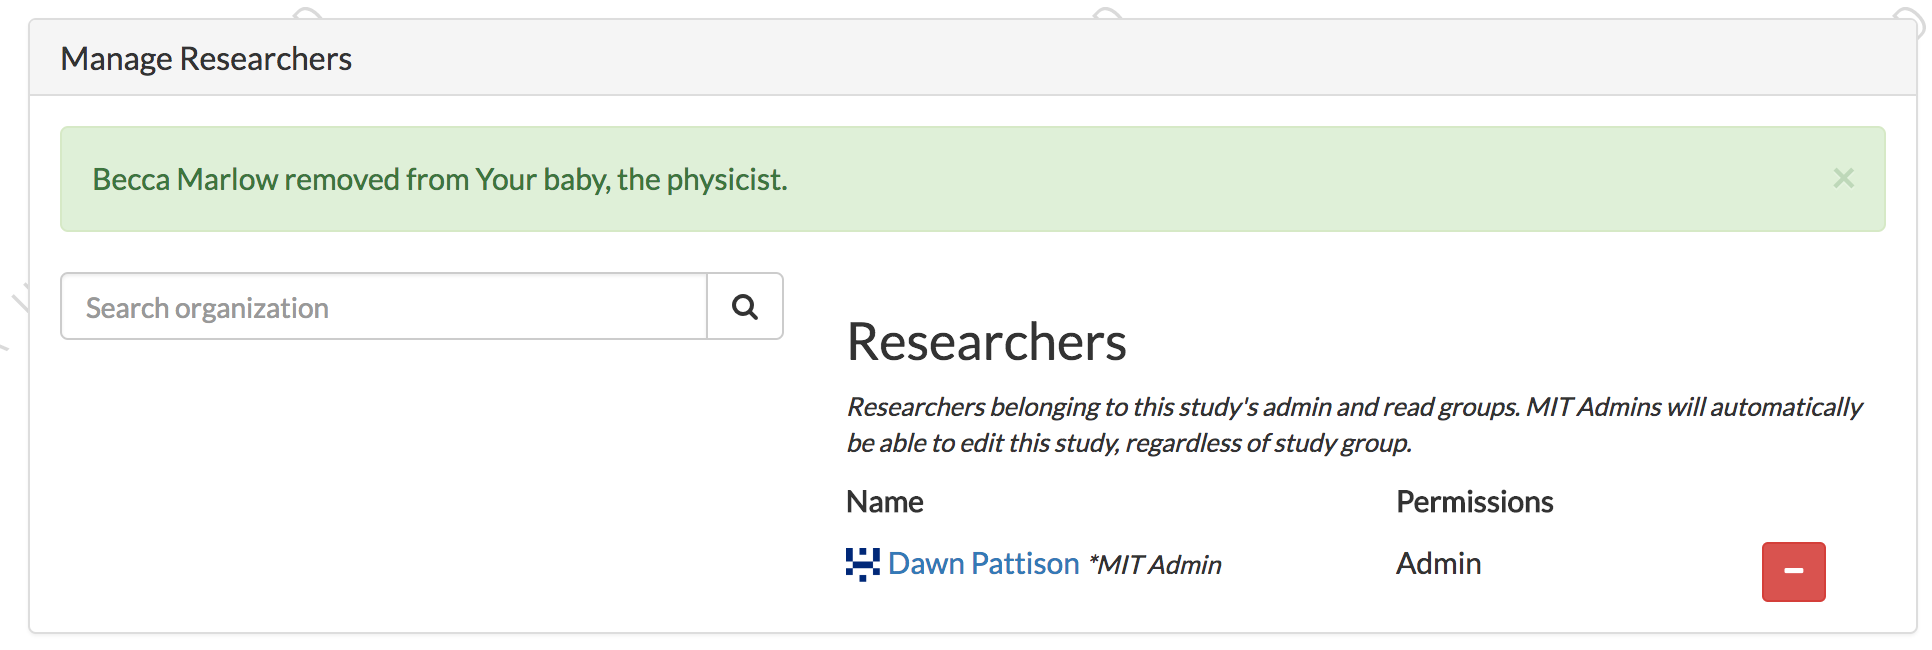 Manage Researchers
Becca Marlow removed from Your baby, the physicist.
×
Search organization
Researchers
Researchers belonging to this study's admin and read groups. MIT Admins will automatically
be able to edit this study, regardless of study group.
Name Permissions
Dawn Pattison *MIT Admin Admin